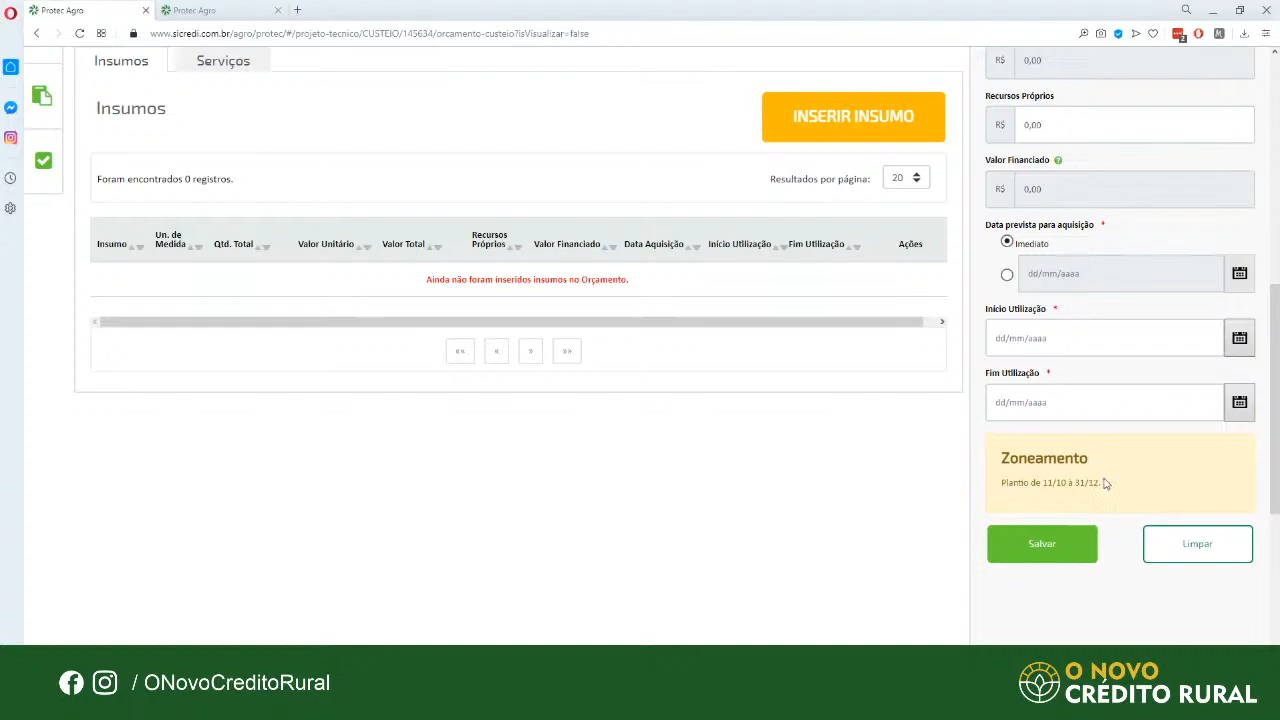 Protec Agro
Protec Agro
www.sicredi.com.br/agro/protec/#/projeto-tecnico/CUSTEIO/145634/orcamento-custeio?isVisualizar=false
2
Insumos
Serviços
Insumos
INSERIR INSUMO
Foram encontrados 0 registros.
Resultados por página:
20
Insumo
Un. de
Medida
Qtd. Total
Valor Unitário
Valor Total
Recursos
Próprios
Valor Financiado
Data Aquisição
Início Utilização
Fim Utilização
Ações
Ainda não foram inseridos insumos no Orçamento.
««
«
»
»»
R$ 0,00
Recursos Próprios
R$ 0,00
Valor Financiado
R$ 0,00
Data prevista para aquisição *
Imediato
dd/mm/aaaa
Início Utilização *
dd/mm/aaaa
Fim Utilização *
dd/mm/aaaa
Zoneamento
Plantio de 11/10 à 31/12.
Salvar
Limpar
/ ONovoCreditoRural
O NOVO
CRÉDITO RURAL